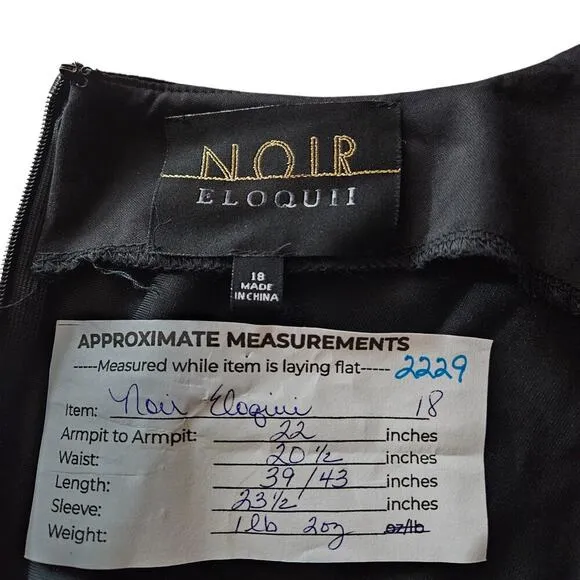 NOIR
ELOQUII
18
MADE
IN CHINA
APPROXIMATE MEASUREMENTS
-----Measured while item is laying flat----- 2229
Item: Noir Eloquii 18
Armpit to Armpit: 22 inches
Waist: 20 1/2 inches
Length: 39/43 inches
Sleeve: 23 1/2 inches
Weight: 1 lb 2oz oz/lb